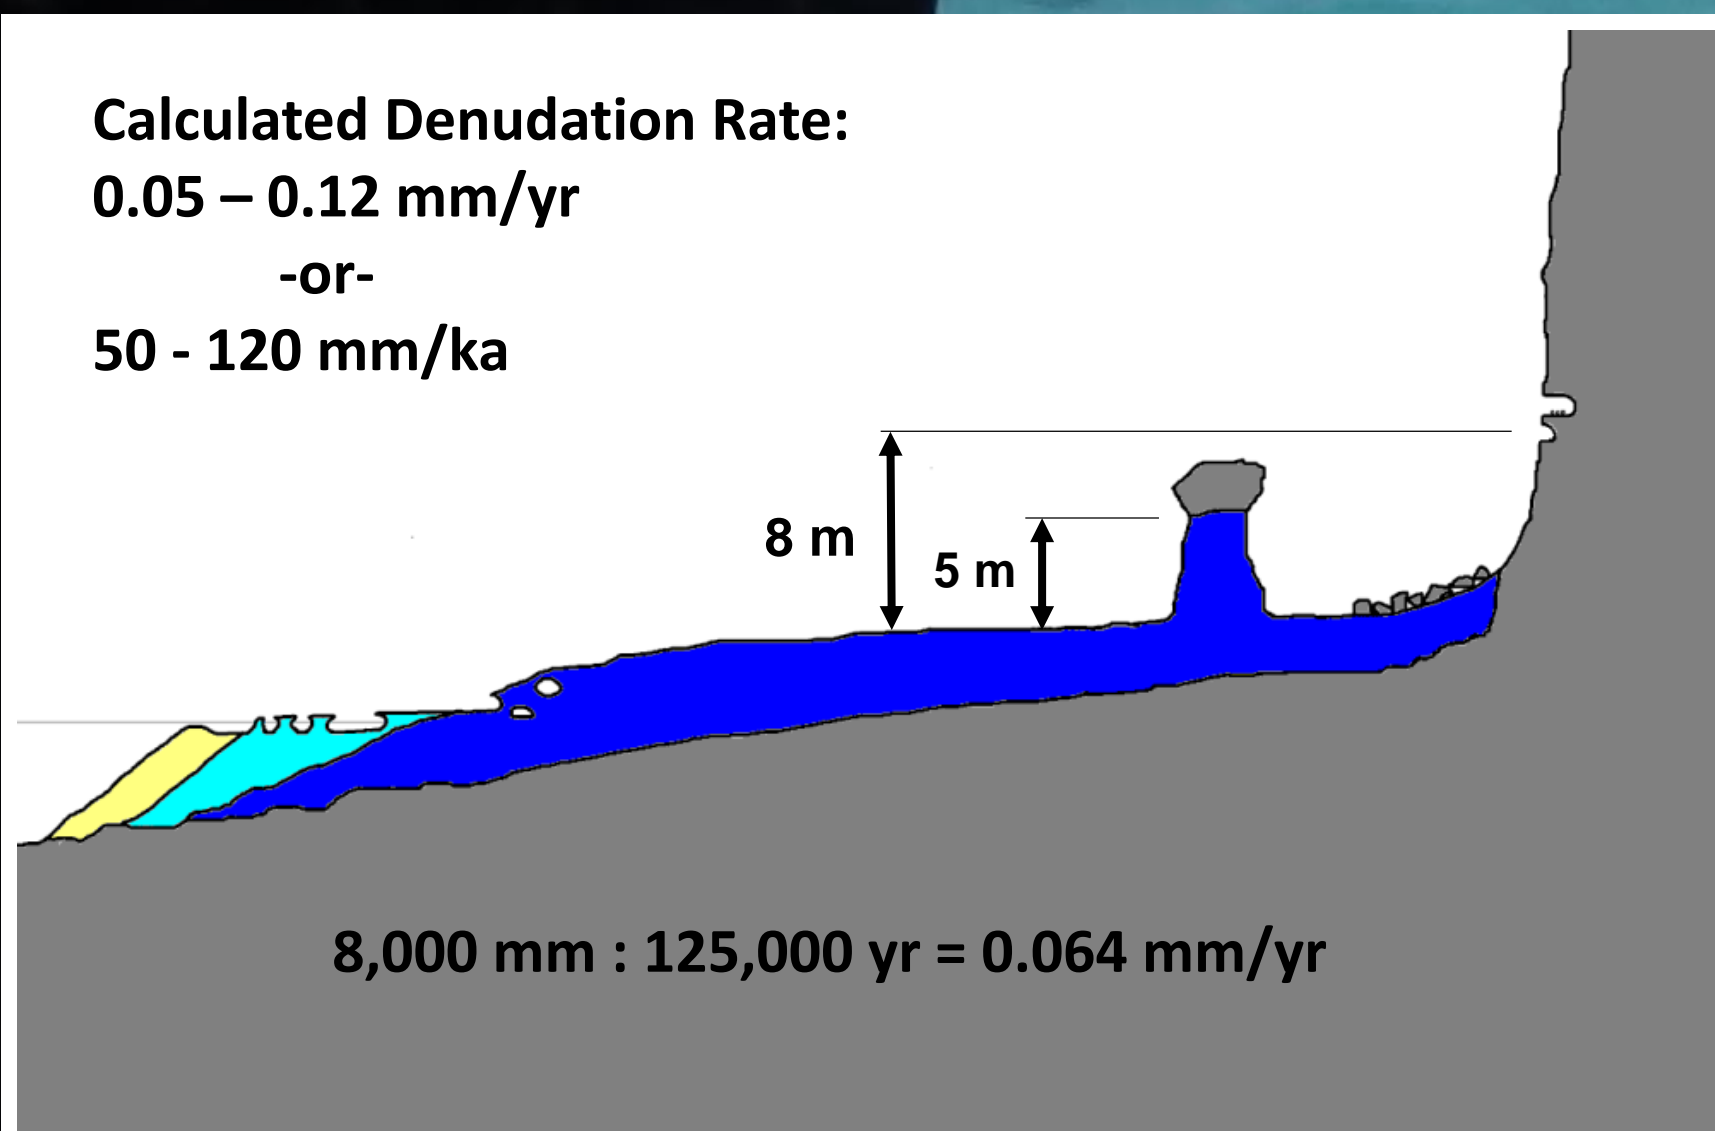 Calculated Denudation Rate:
0.05 – 0.12 mm/yr
-or-
50 - 120 mm/ka
8 m
5 m
8,000 mm : 125,000 yr = 0.064 mm/yr